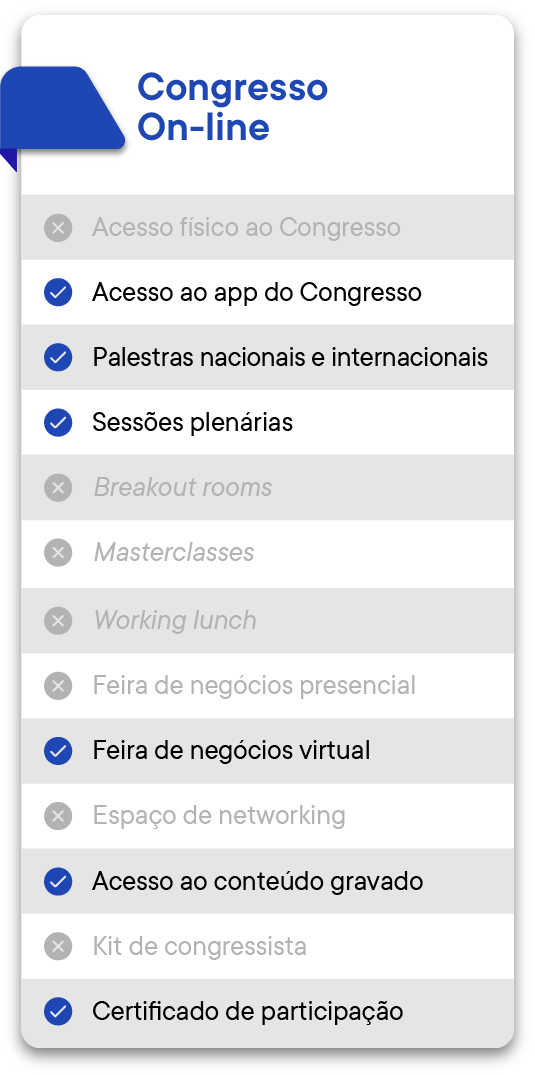 Congresso
On-line
Acesso físico ao Congresso
Acesso ao app do Congresso
Palestras nacionais e internacionais
Sessões plenárias
Breakout rooms
Masterclasses
Working lunch
Feira de negócios presencial
Feira de negócios virtual
Espaço de networking
Acesso ao conteúdo gravado
Kit de congressista
Certificado de participação